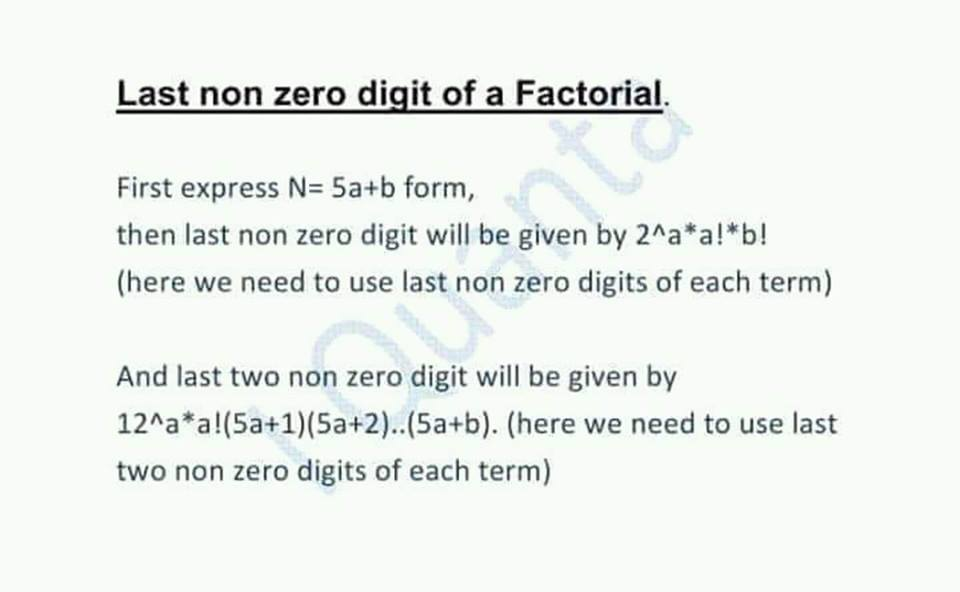 Last non zero digit of a Factorial.
First express N= 5a+b form,
then last non zero digit will be given by 2^a*a!*b!
(here we need to use last non zero digits of each term)
And last two non zero digit will be given by
12^a*a!(5a+1)(5a+2)..(5a+b). (here we need to use last
two non zero digits of each term)
I Quanta